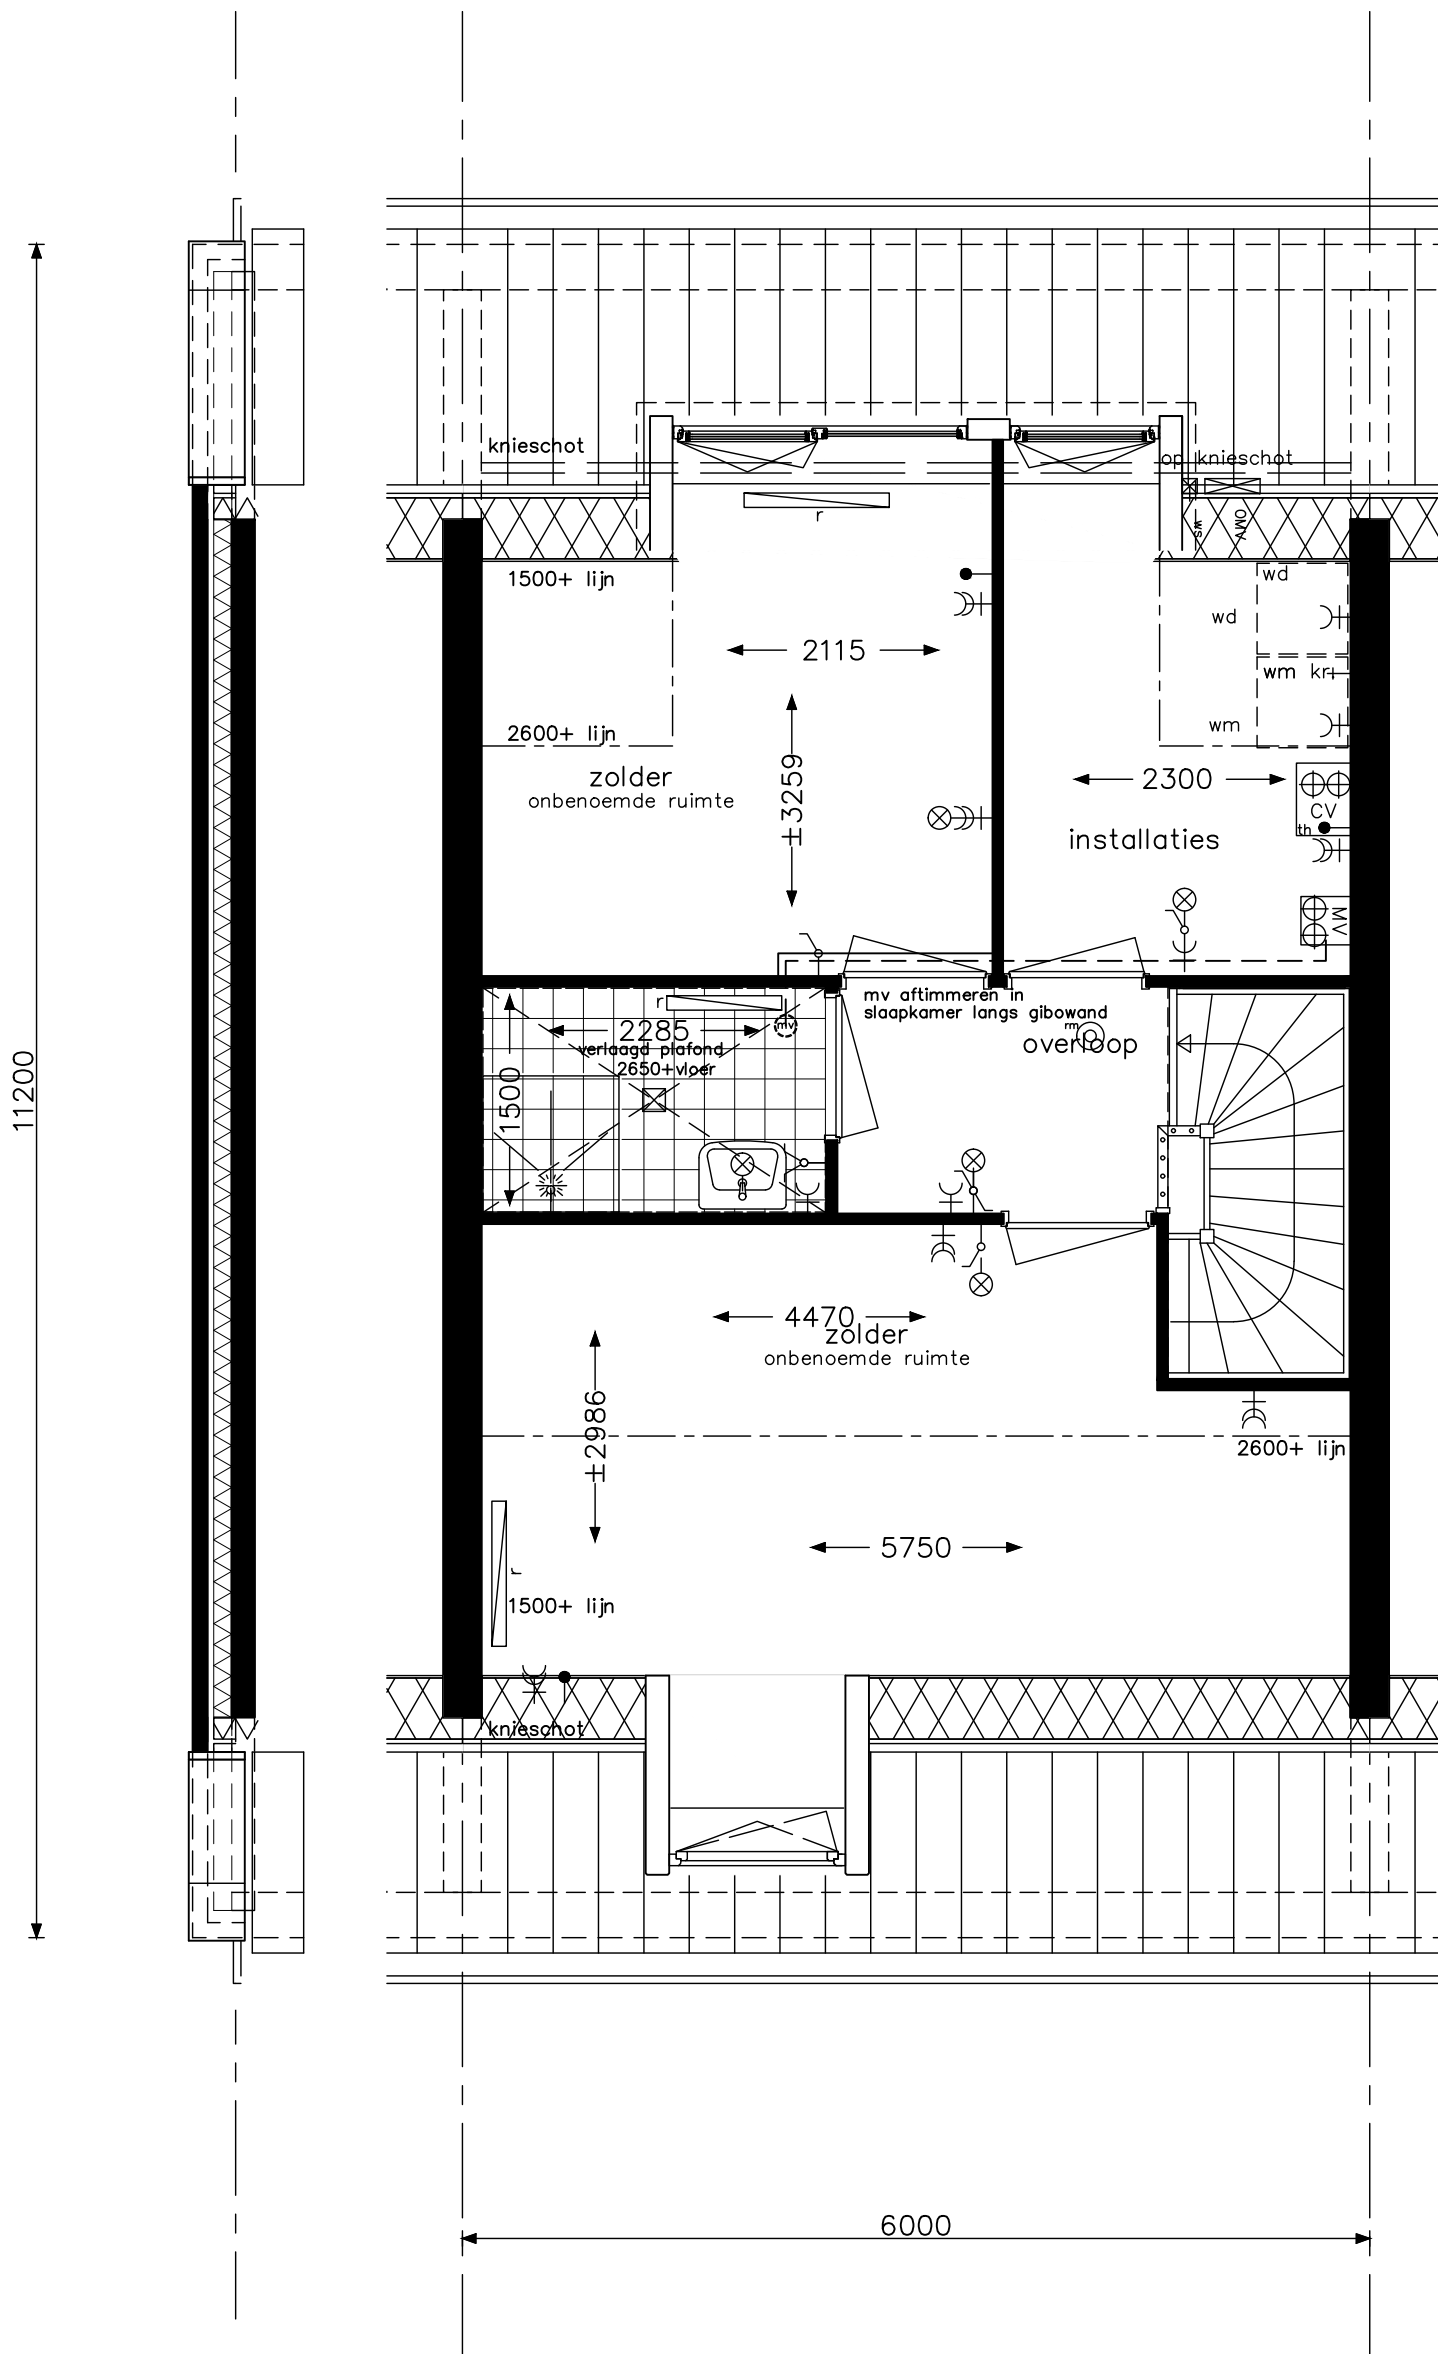 knieschot
op knieschot
r
ws
OMV
1500+ lijn
wd
wd
2115
wm kr
wm
2600+ lijn
zolder
onbenoemde ruimte
±3259
2300
CV
th
installaties
MV
mv aftimmeren in
slaapkamer langs gibowand
r
2285
mv
verlaagd plafond
2650+vloer
1500
rm
overloop
11200
4470
zolder
onbenoemde ruimte
±2986
2600+ lijn
5750
r
1500+ lijn
knieschot
6000